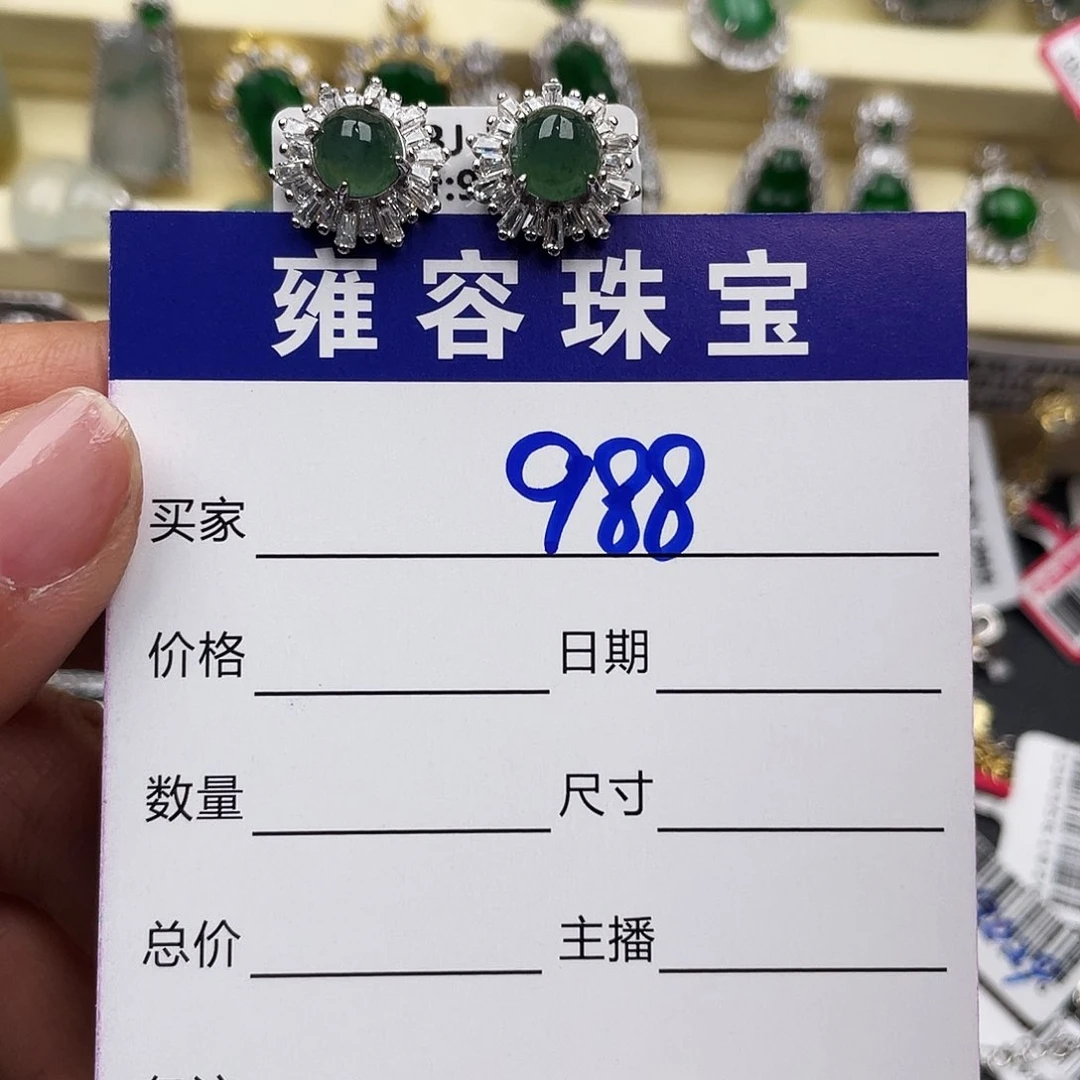 雍容珠宝
买家 988
价格 日期
数量 尺寸
总价 主播